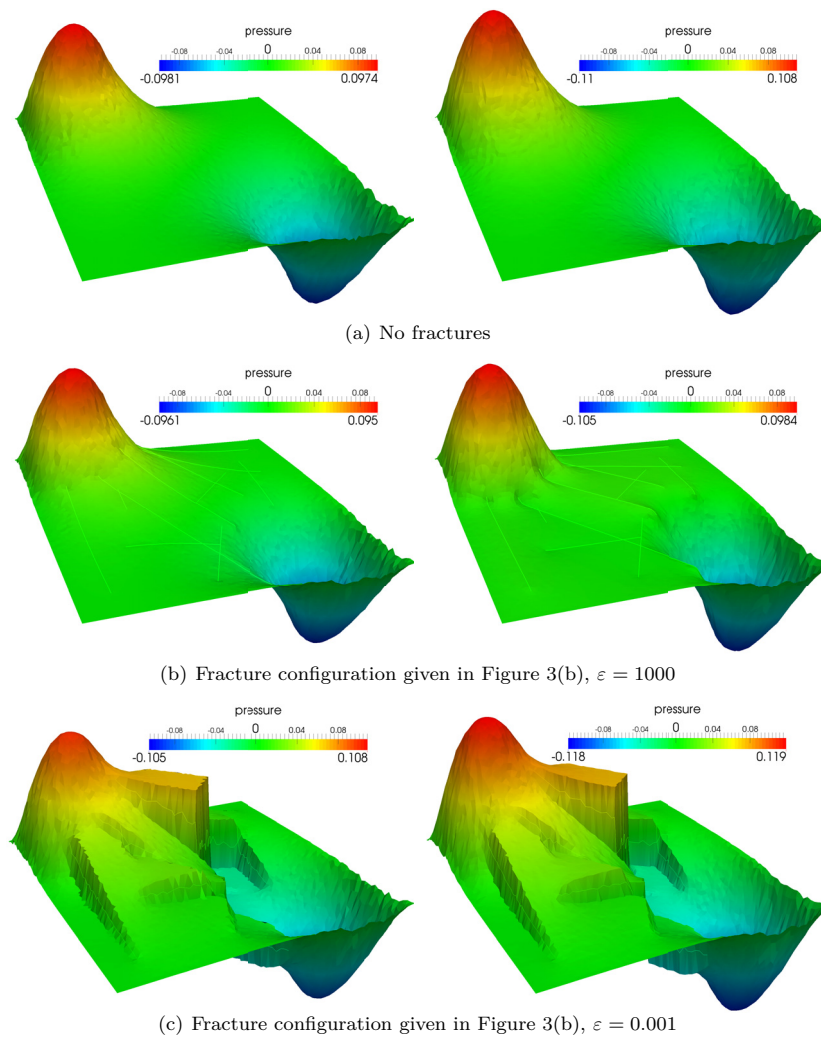 pressure
-0.08 -0.04 0 0.04 0.08
-0.0981 0.0974
pressure
-0.08 -0.04 0 0.04 0.08
-0.11 0.108
(a) No fractures
pressure
-0.08 -0.04 0 0.04 0.08
-0.0961 0.095
pressure
-0.08 -0.04 0 0.04 0.08
-0.105 0.0984
(b) Fracture configuration given in Figure 3(b), ε = 1000
pressure
-0.08 -0.04 0 0.04 0.08
-0.105 0.108
pressure
-0.08 -0.04 0 0.04 0.08
-0.118 0.119
(c) Fracture configuration given in Figure 3(b), ε = 0.001